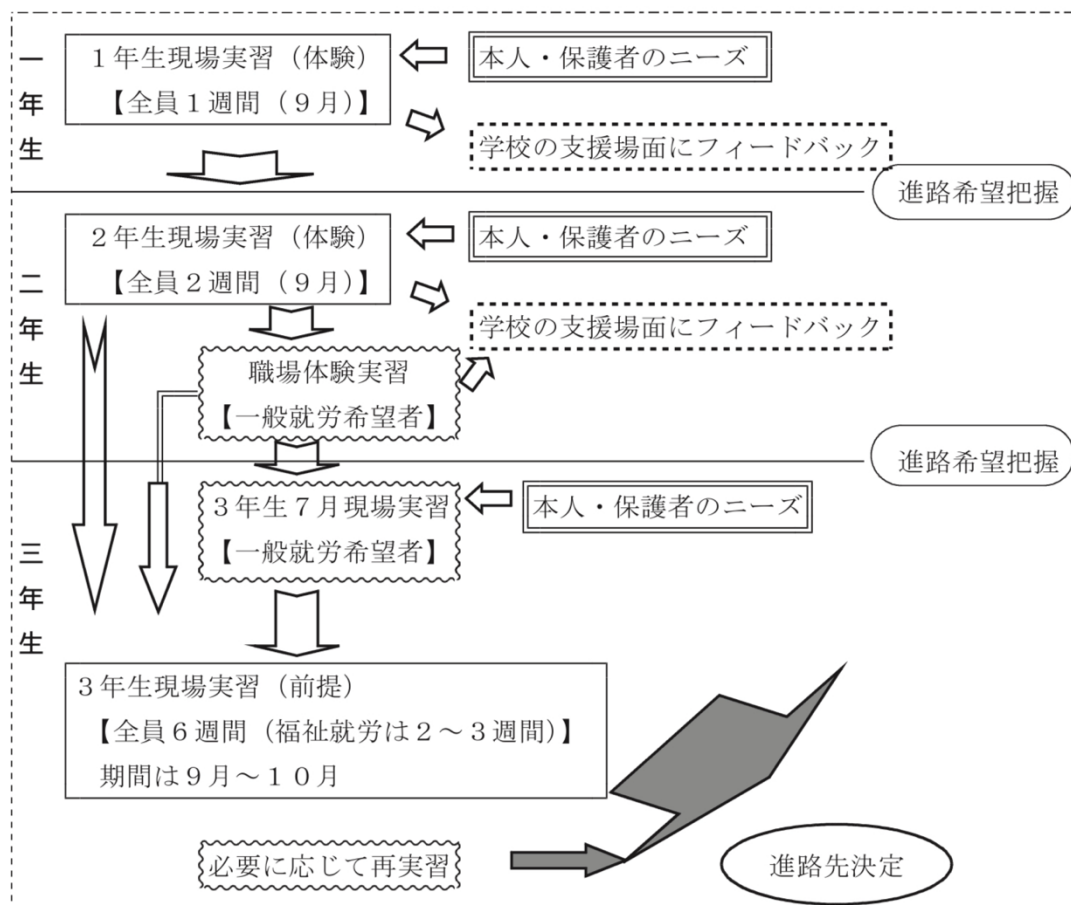 一年生
１年生現場実習（体験）
【全員１週間（９月）】
本人・保護者のニーズ
学校の支援場面にフィードバック
進路希望把握
二年生
２年生現場実習（体験）
【全員２週間（９月）】
本人・保護者のニーズ
学校の支援場面にフィードバック
職場体験実習
【一般就労希望者】
進路希望把握
三年生
３年生７月現場実習
【一般就労希望者】
本人・保護者のニーズ
３年生現場実習（前提）
【全員６週間（福祉就労は２～３週間）】
期間は９月～１０月
必要に応じて再実習
進路先決定